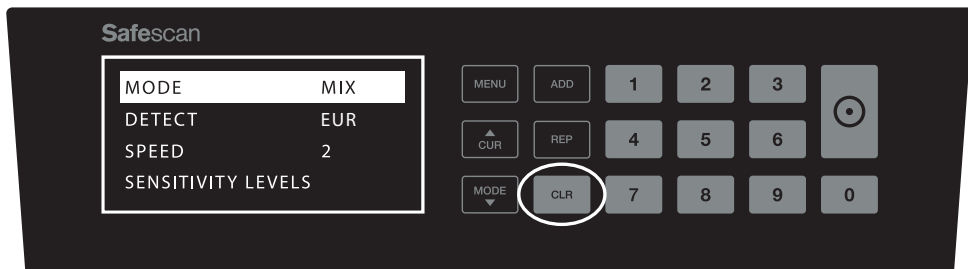 Safescan
MODE MIX
DETECT EUR
SPEED 2
SENSITIVITY LEVELS
MENU ADD 1 2 3
CUR REP 4 5 6
MODE CLR 7 8 9 0